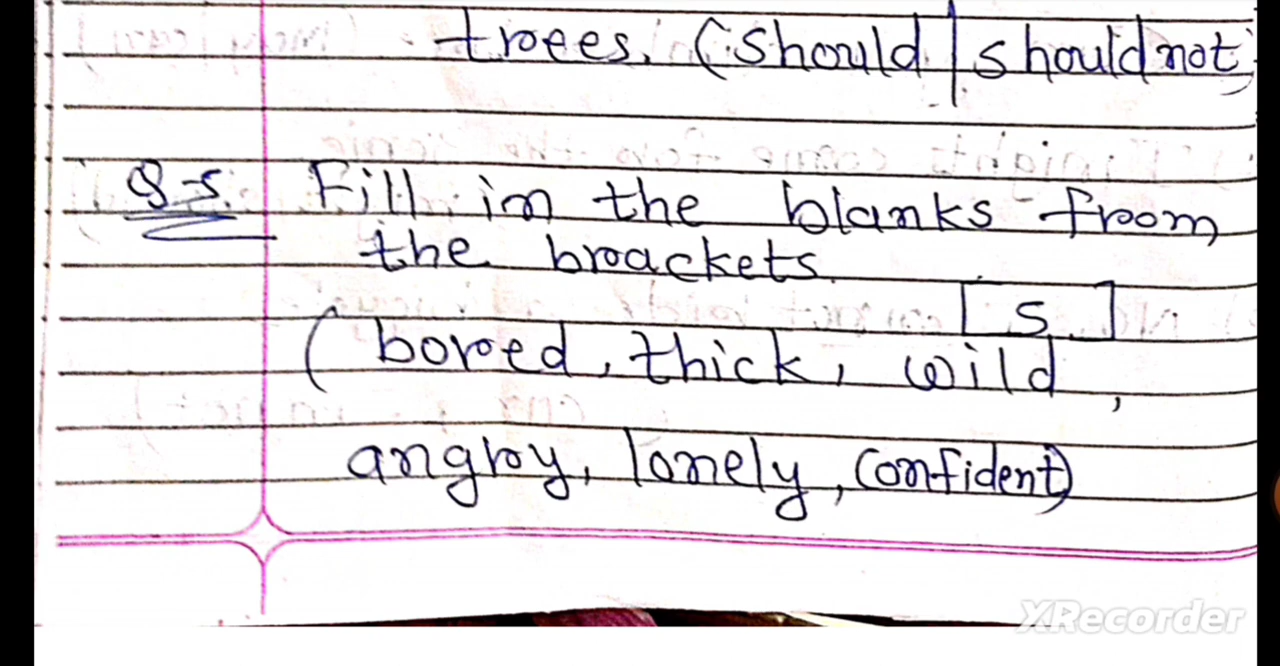 trees. (should | should not)
Q-5. Fill in the blanks from
the brackets.
[ 5 ]
( bored, thick, wild,
angry, lonely, confident)
XRecorder